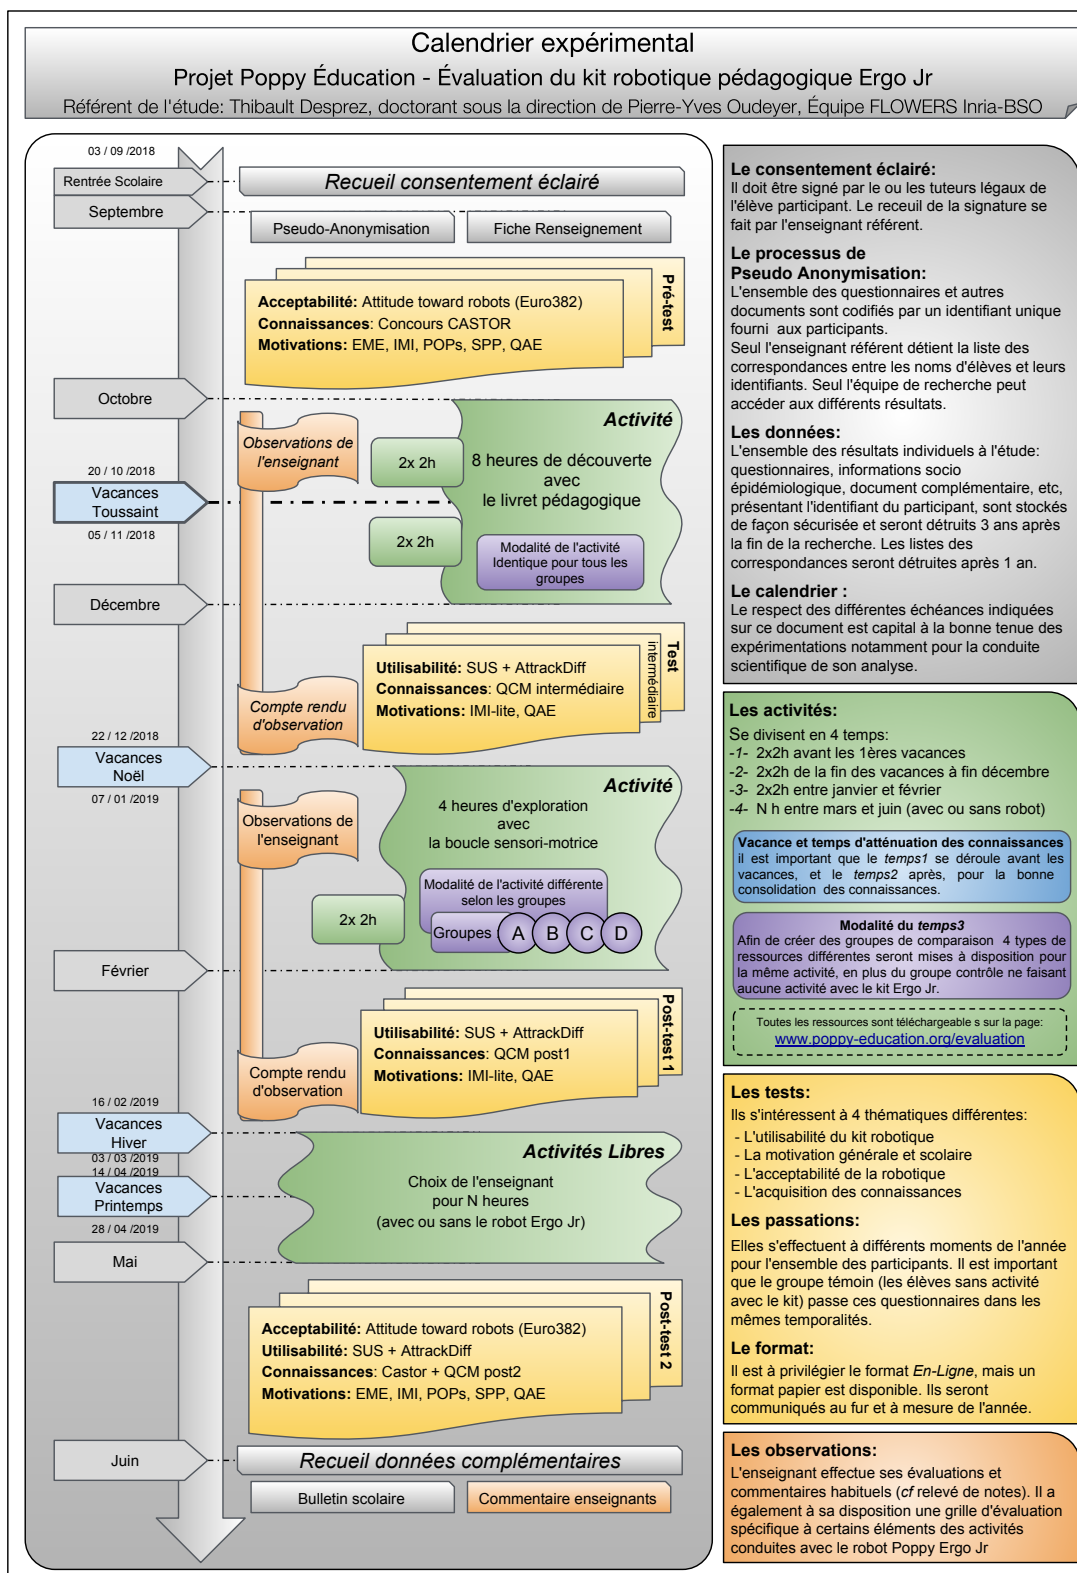 Calendrier expérimental
Projet Poppy Éducation - Évaluation du kit robotique pédagogique Ergo Jr
Référent de l'étude: Thibault Desprez, doctorant sous la direction de Pierre-Yves Oudeyer, Équipe FLOWERS Inria-BSO
03 / 09 /2018
Rentrée Scolaire
Recueil consentement éclairé
Septembre
Pseudo-Anonymisation
Fiche Renseignement
Pré-test
Acceptabilité: Attitude toward robots (Euro382)
Connaissances: Concours CASTOR
Motivations: EME, IMI, POPs, SPP, QAE
Octobre
Activité
Observations de
l'enseignant
2x 2h
8 heures de découverte
avec
le livret pédagogique
20 / 10 /2018
Vacances
Toussaint
05 / 11 /2018
2x 2h
Modalité de l'activité
Identique pour tous les
groupes
Décembre
Test
intermédiaire
Utilisabilité: SUS + AttrackDiff
Connaissances: QCM intermédiaire
Motivations: IMI-lite, QAE
Compte rendu
d'observation
22 / 12 /2018
Vacances
Noël
07 / 01 /2019
Activité
Observations de
l'enseignant
4 heures d'exploration
avec
la boucle sensori-motrice
Modalité de l'activité différente
selon les groupes
2x 2h
Groupes A B C D
Février
Post-test 1
Utilisabilité: SUS + AttrackDiff
Connaissances: QCM post1
Motivations: IMI-lite, QAE
Compte rendu
d'observation
16 / 02 /2019
Vacances
Hiver
03 / 03 /2019
14 / 04 /2019
Vacances
Printemps
28 / 04 /2019
Activités Libres
Choix de l'enseignant
pour N heures
(avec ou sans le robot Ergo Jr)
Mai
Post-test 2
Acceptabilité: Attitude toward robots (Euro382)
Utilisabilité: SUS + AttrackDiff
Connaissances: Castor + QCM post2
Motivations: EME, IMI, POPs, SPP, QAE
Juin
Recueil données complémentaires
Bulletin scolaire
Commentaire enseignants
Le consentement éclairé:
Il doit être signé par le ou les tuteurs légaux de
l'élève participant. Le receuil de la signature se
fait par l'enseignant référent.
Le processus de
Pseudo Anonymisation:
L'ensemble des questionnaires et autres
documents sont codifiés par un identifiant unique
fourni aux participants.
Seul l'enseignant référent détient la liste des
correspondances entre les noms d'élèves et leurs
identifiants. Seul l'équipe de recherche peut
accéder aux différents résultats.
Les données:
L'ensemble des résultats individuels à l'étude:
questionnaires, informations socio
épidémiologique, document complémentaire, etc,
présentant l'identifiant du participant, sont stockés
de façon sécurisée et seront détruits 3 ans après
la fin de la recherche. Les listes des
correspondances seront détruites après 1 an.
Le calendrier :
Le respect des différentes échéances indiquées
sur ce document est capital à la bonne tenue des
expérimentations notamment pour la conduite
scientifique de son analyse.
Les activités:
Se divisent en 4 temps:
-1- 2x2h avant les 1ères vacances
-2- 2x2h de la fin des vacances à fin décembre
-3- 2x2h entre janvier et février
-4- N h entre mars et juin (avec ou sans robot)
Vacance et temps d'atténuation des connaissances
il est important que le temps1 se déroule avant les
vacances, et le temps2 après, pour la bonne
consolidation des connaissances.
Modalité du temps3
Afin de créer des groupes de comparaison 4 types de
ressources différentes seront mises à disposition pour
la même activité, en plus du groupe contrôle ne faisant
aucune activité avec le kit Ergo Jr.
Toutes les ressources sont téléchargeable s sur la page:
www.poppy-education.org/evaluation
Les tests:
Ils s'intéressent à 4 thématiques différentes:
- L'utilisabilité du kit robotique
- La motivation générale et scolaire
- L'acceptabilité de la robotique
- L'acquisition des connaissances
Les passations:
Elles s'effectuent à différents moments de l'année
pour l'ensemble des participants. Il est important
que le groupe témoin (les élèves sans activité
avec le kit) passe ces questionnaires dans les
mêmes temporalités.
Le format:
Il est à privilégier le format En-Ligne, mais un
format papier est disponible. Ils seront
communiqués au fur et à mesure de l'année.
Les observations:
L'enseignant effectue ses évaluations et
commentaires habituels (cf relevé de notes). Il a
également à sa disposition une grille d'évaluation
spécifique à certains éléments des activités
conduites avec le robot Poppy Ergo Jr